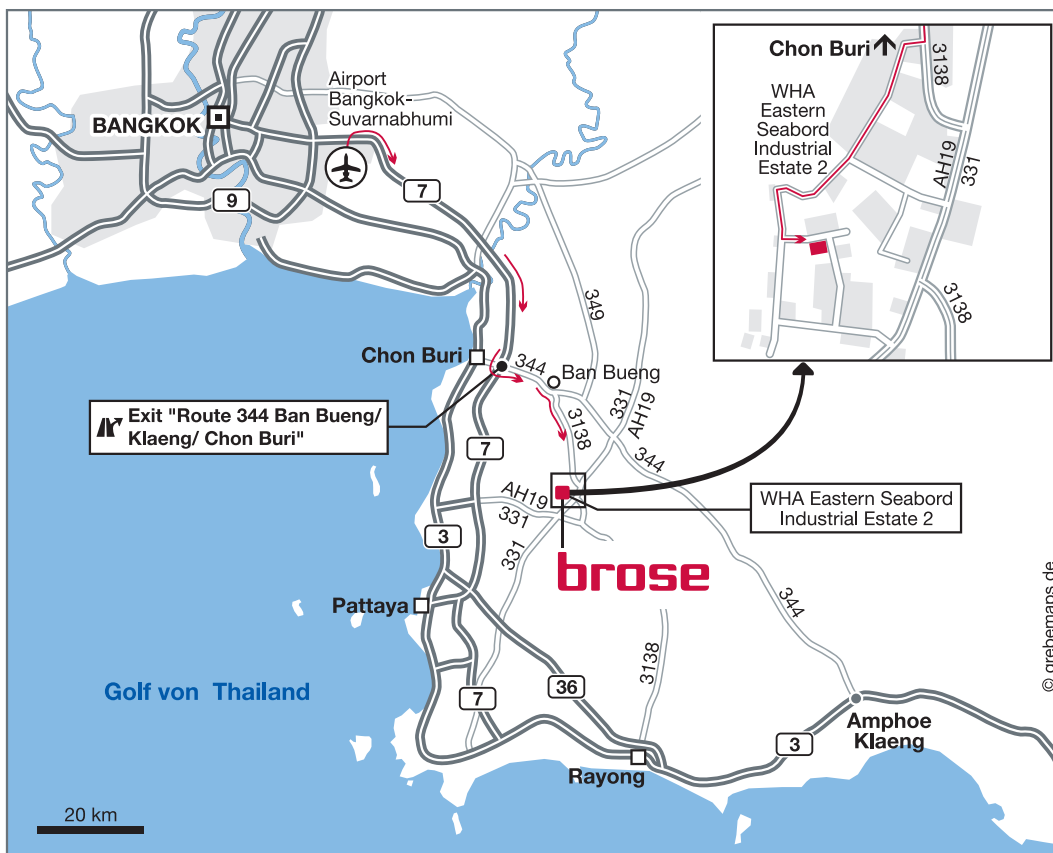 Airport
Bangkok-
Suvarnabhumi
BANGKOK
9
7
Chon Buri
344
Ban Bueng
349
331
AH19
3138
344
Exit "Route 344 Ban Bueng/
Klaeng/ Chon Buri"
7
AH19
331
331
3
WHA Eastern Seabord
Industrial Estate 2
brose
Pattaya
344
3138
Golf von Thailand
7
36
Amphoe
Klaeng
3
Rayong
20 km
© grebemaps.de
Chon Buri
3138
WHA
Eastern
Seabord
Industrial
Estate 2
AH19
331
3138